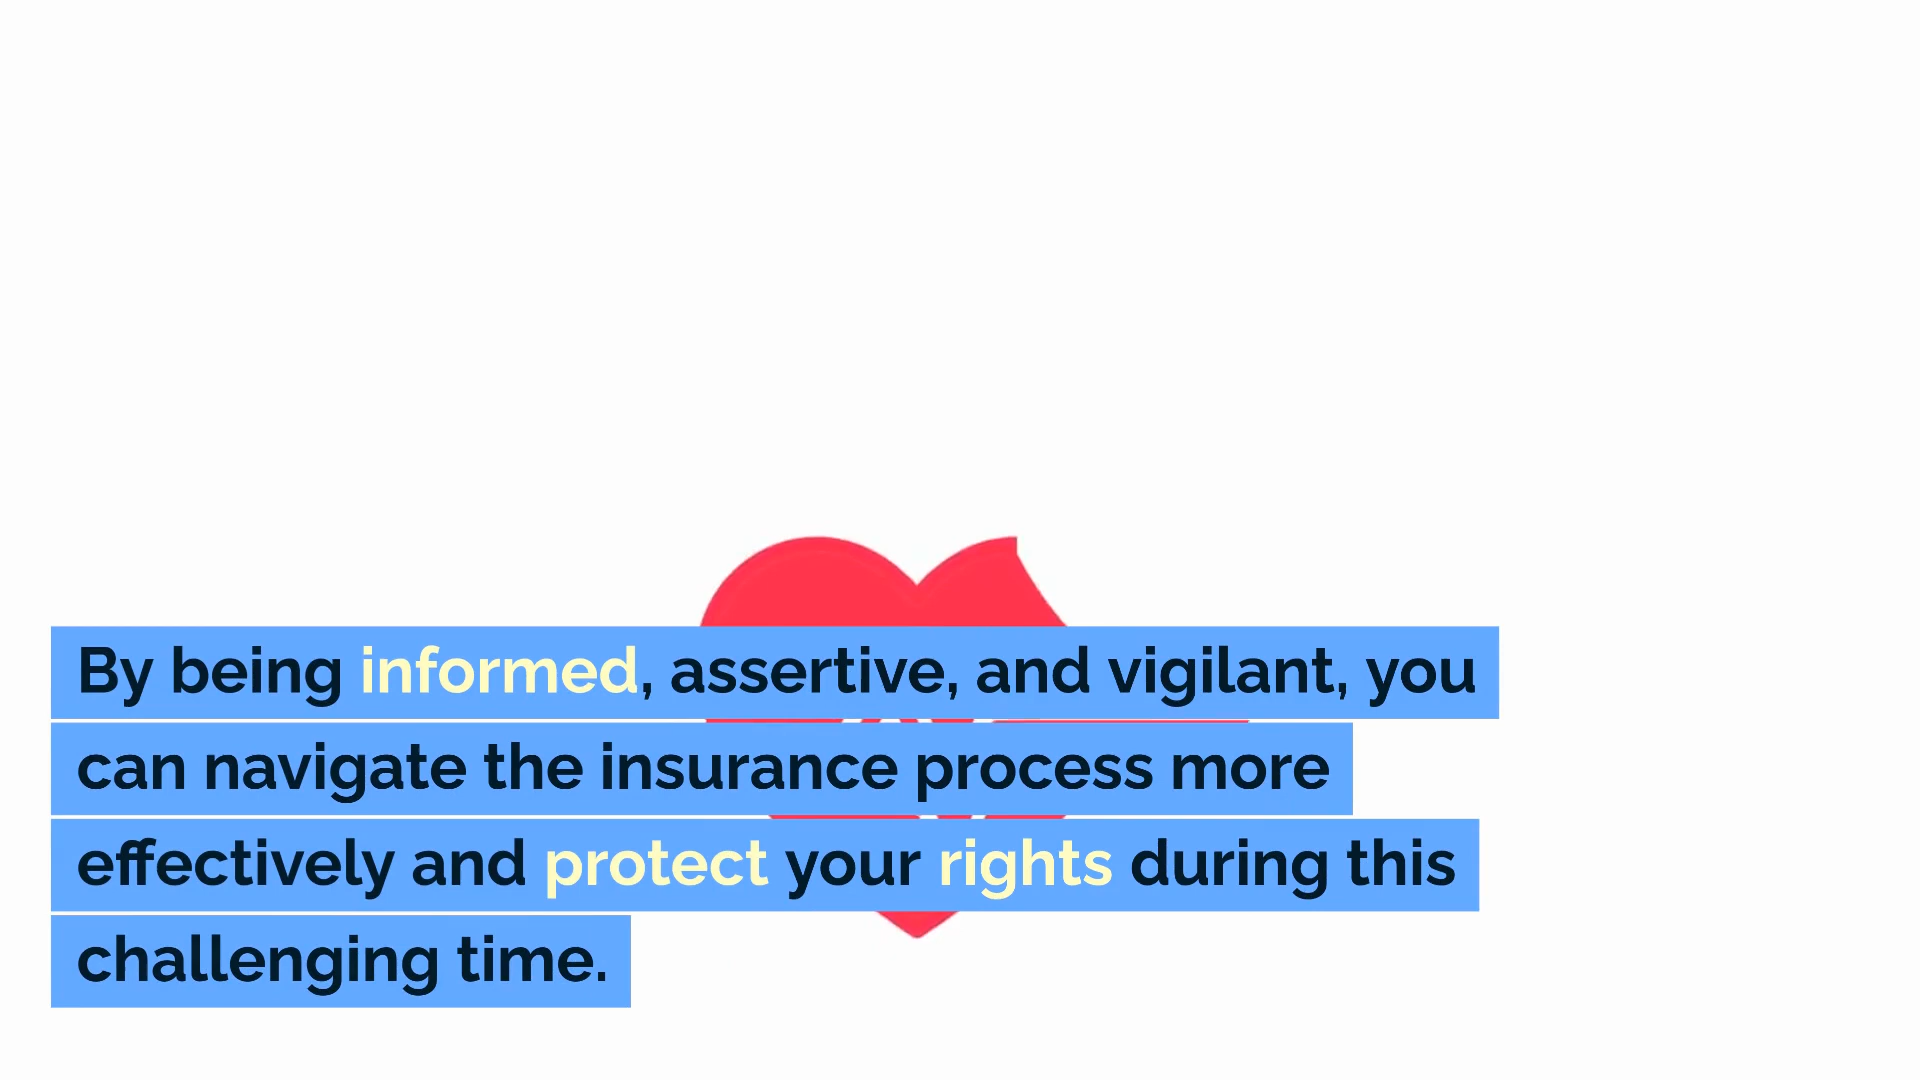 By being informed, assertive, and vigilant, you
can navigate the insurance process more
effectively and protect your rights during this
challenging time.